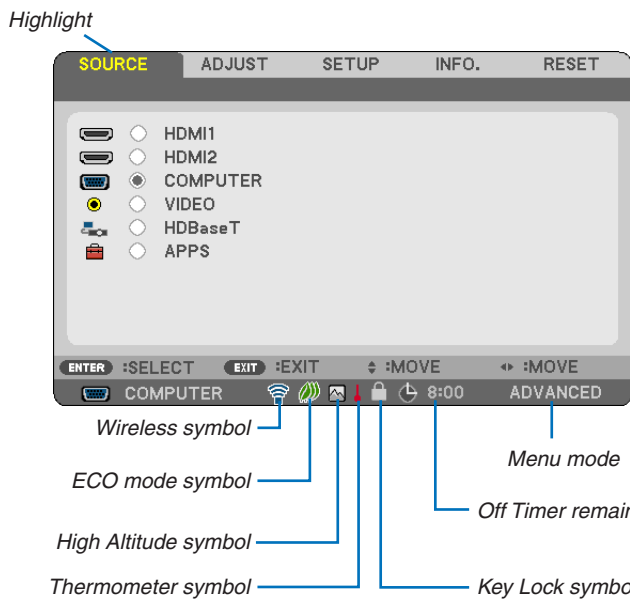 Highlight
SOURCE ADJUST SETUP INFO. RESET
HDMI1
HDMI2
COMPUTER
VIDEO
HDBaseT
APPS
ENTER :SELECT EXIT :EXIT :MOVE :MOVE
COMPUTER 8:00 ADVANCED
Wireless symbol
Menu mode
ECO mode symbol
Off Timer remain
High Altitude symbol
Thermometer symbol Key Lock symbo